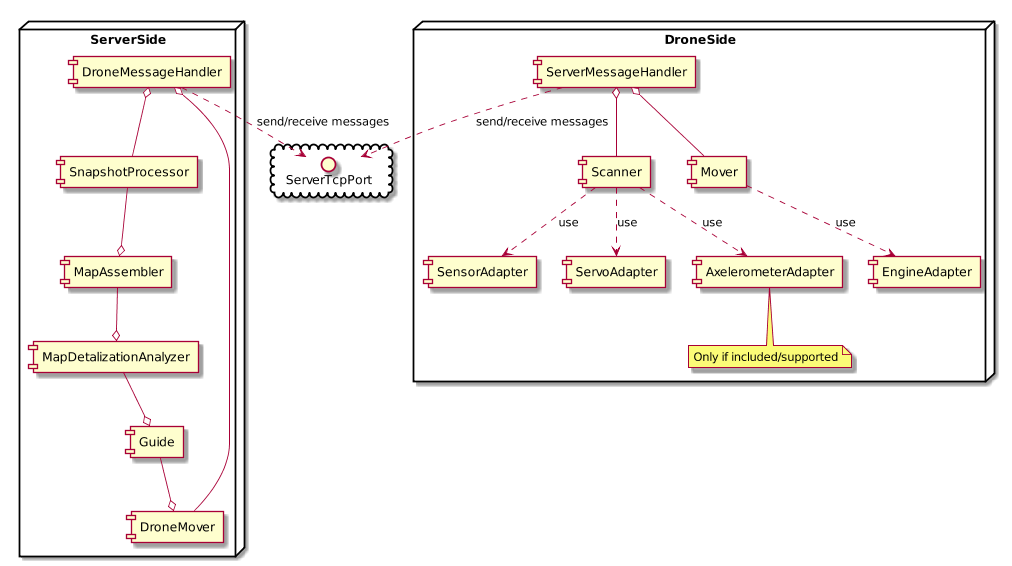 ServerSide
DroneMessageHandler
send/receive messages
ServerTcpPort
SnapshotProcessor
MapAssembler
MapDetalizationAnalyzer
Guide
DroneMover
DroneSide
ServerMessageHandler
send/receive messages
Scanner
Mover
use
use
use
use
SensorAdapter
ServoAdapter
AxelerometerAdapter
EngineAdapter
Only if included/supported